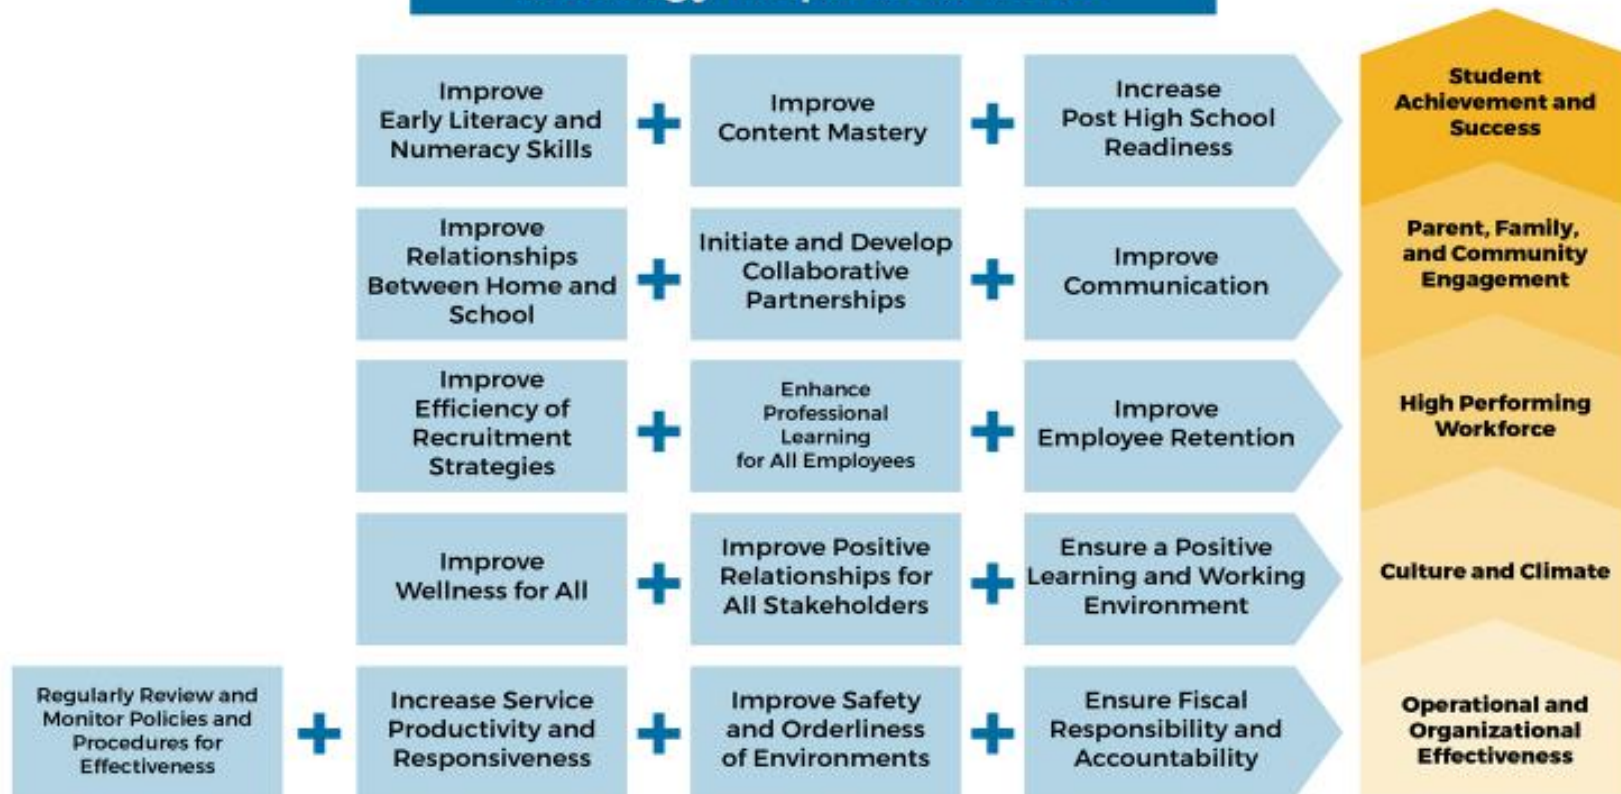 Improve
Early Literacy and
Numeracy Skills
+
Improve
Content Mastery
+
Increase
Post High School
Readiness
Student
Achievement and
Success
Improve
Relationships
Between Home and
School
+
Initiate and Develop
Collaborative
Partnerships
+
Improve
Communication
Parent, Family,
and Community
Engagement
Improve
Efficiency of
Recruitment
Strategies
+
Enhance
Professional
Learning
for All Employees
+
Improve
Employee Retention
High Performing
Workforce
Improve
Wellness for All
+
Improve Positive
Relationships for
All Stakeholders
+
Ensure a Positive
Learning and Working
Environment
Culture and Climate
Regularly Review and
Monitor Policies and
Procedures for
Effectiveness
+
Increase Service
Productivity and
Responsiveness
+
Improve Safety
and Orderliness
of Environments
+
Ensure Fiscal
Responsibility and
Accountability
Operational and
Organizational
Effectiveness